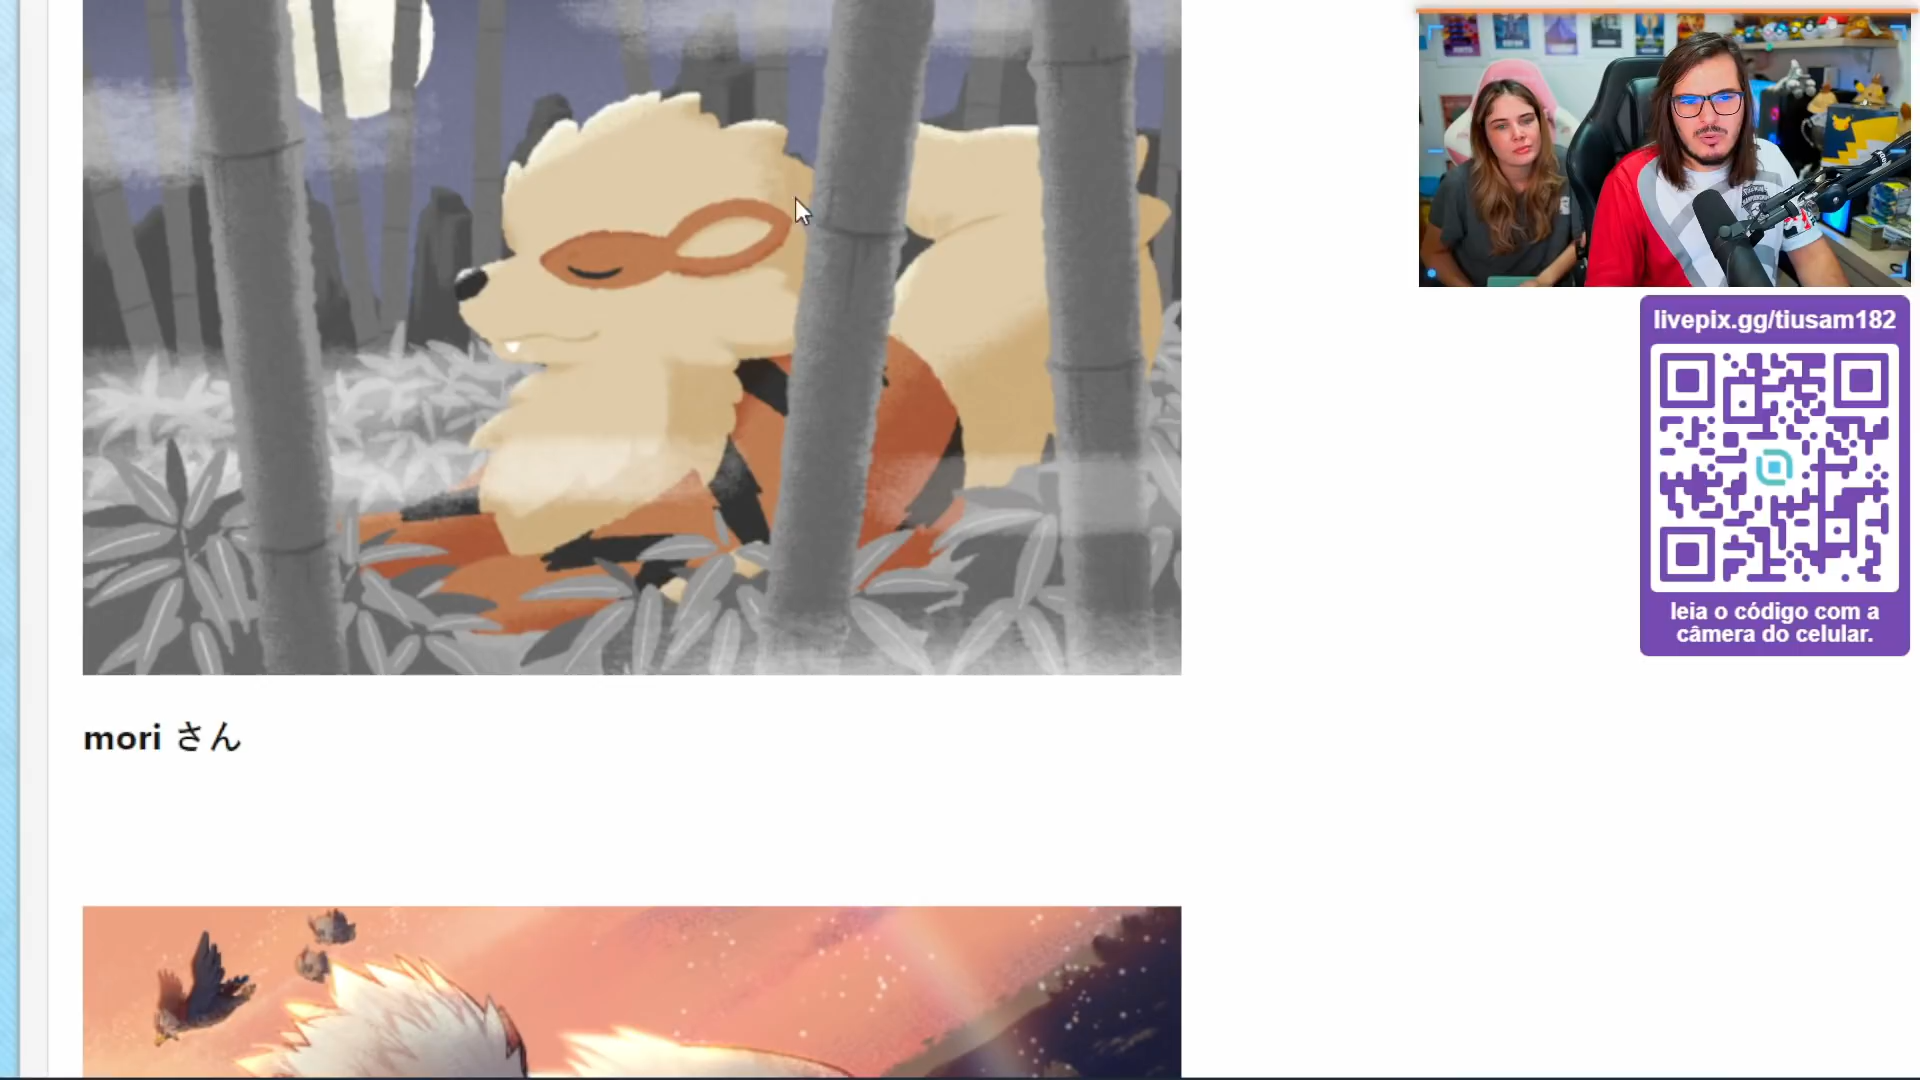 livepix.gg/tiusam182
leia o código com a
câmera do celular.
mori さん